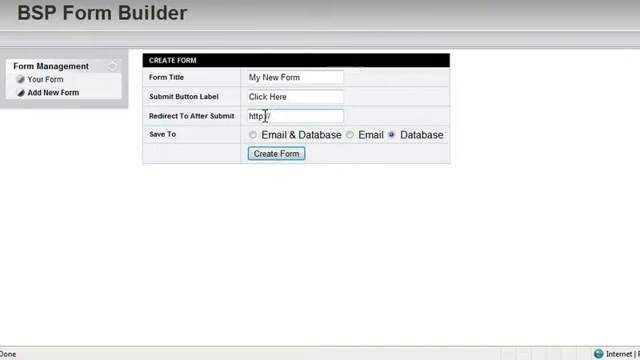 BSP Form Builder
Form Management
Your Form
Add New Form
CREATE FORM
Form Title My New Form
Submit Button Label Click Here
Redirect To After Submit http://
Save To Email & Database Email Database
Create Form
Done Internet |